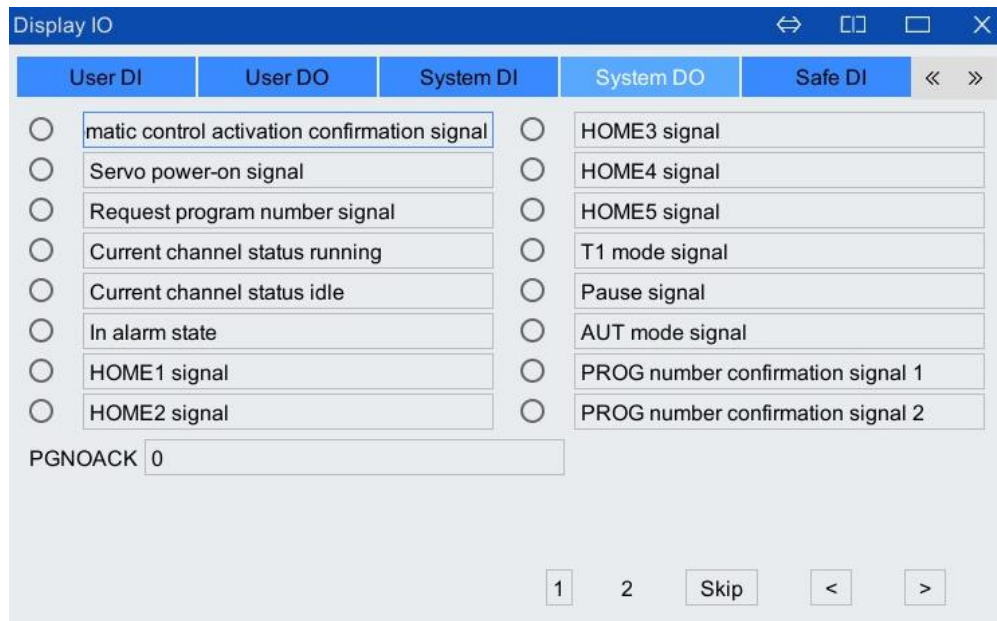 Display IO
User DI User DO System DI System DO Safe DI « »
matic control activation confirmation signal
Servo power-on signal
Request program number signal
Current channel status running
Current channel status idle
In alarm state
HOME1 signal
HOME2 signal
HOME3 signal
HOME4 signal
HOME5 signal
T1 mode signal
Pause signal
AUT mode signal
PROG number confirmation signal 1
PROG number confirmation signal 2
PGNOACK 0
1 2 Skip < >